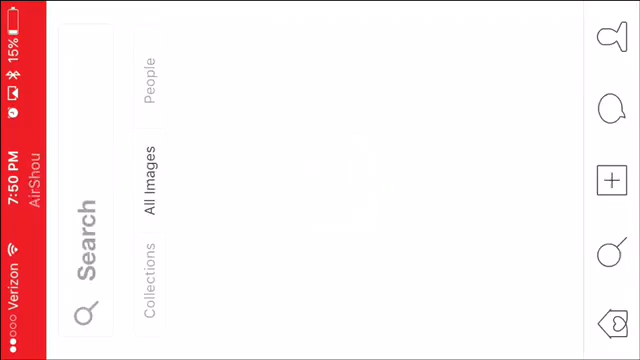 Verizon 7:50 PM 15%
AirShou
Search
Collections All Images People